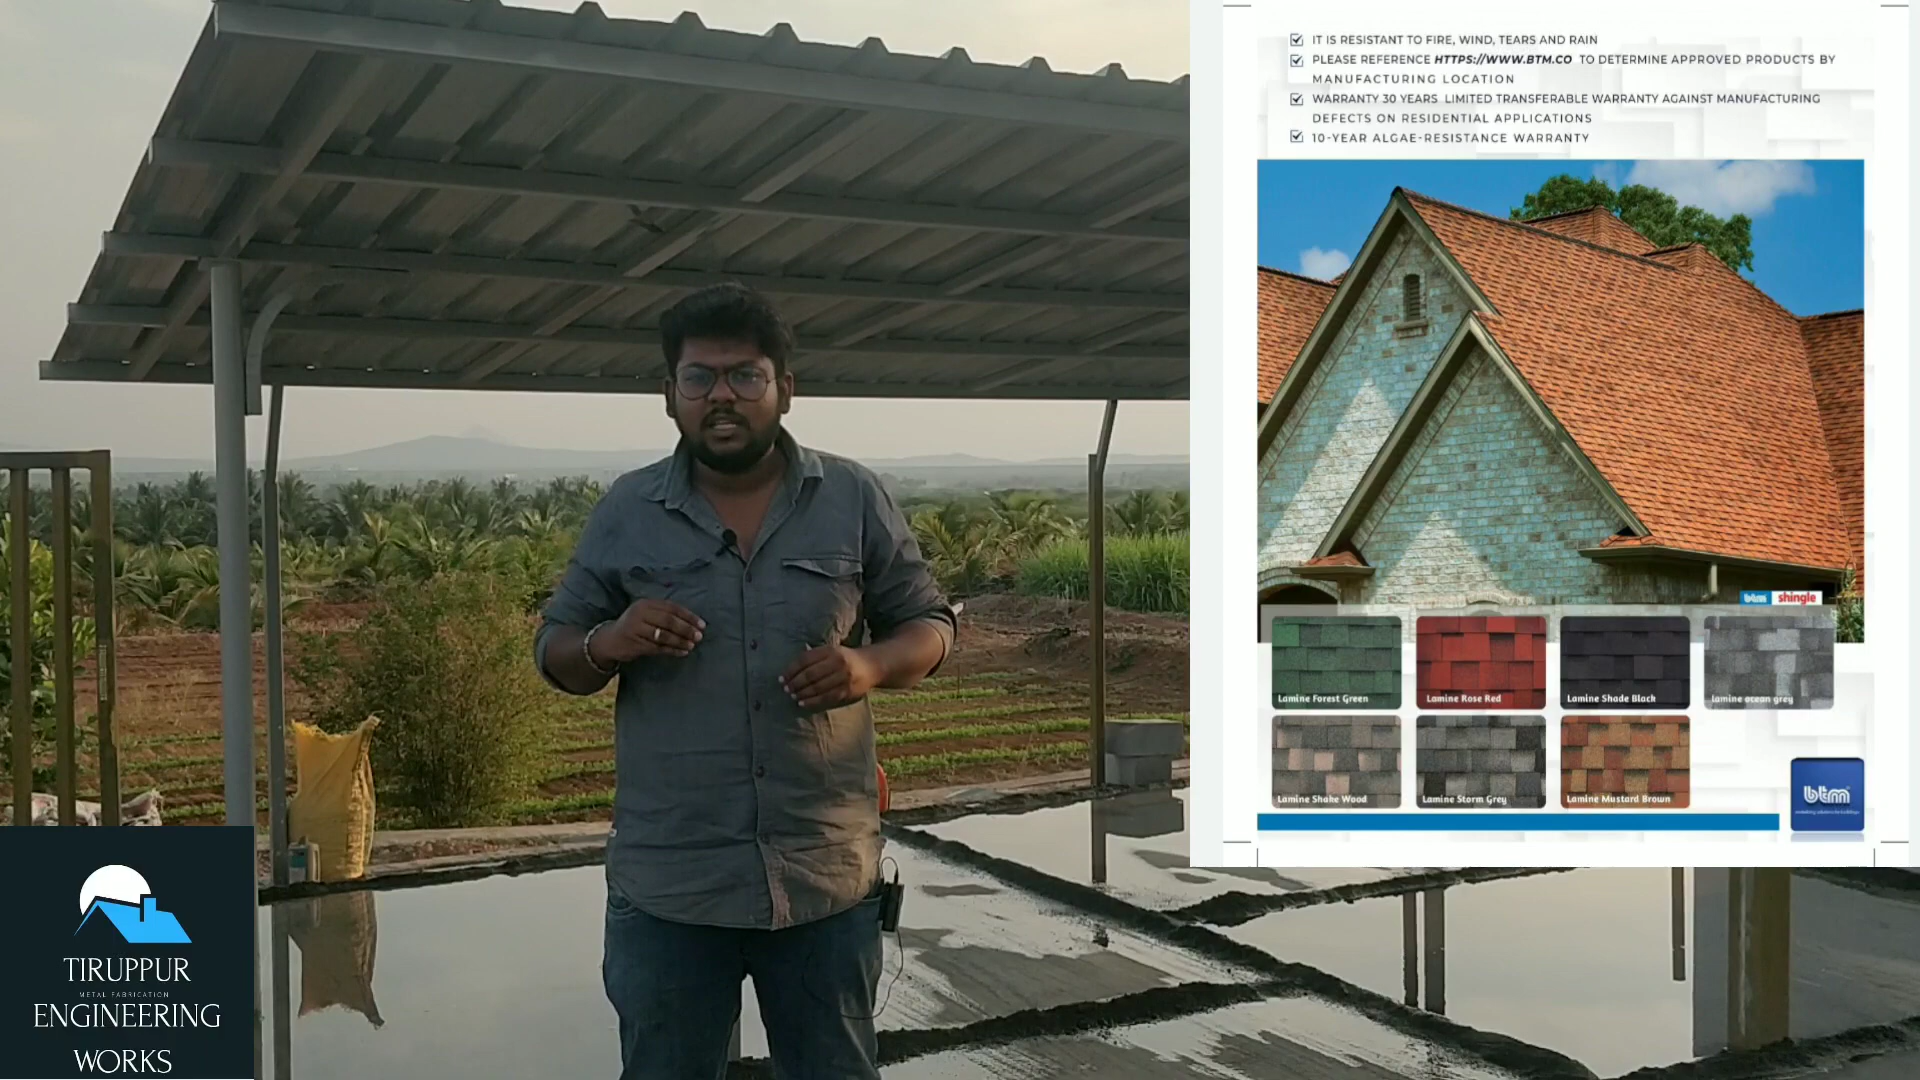 IT IS RESISTANT TO FIRE, WIND, TEARS AND RAIN
PLEASE REFERENCE HTTPS://WWW.BTM.CO TO DETERMINE APPROVED PRODUCTS BY
MANUFACTURING LOCATION
WARRANTY 30 YEARS LIMITED TRANSFERABLE WARRANTY AGAINST MANUFACTURING
DEFECTS ON RESIDENTIAL APPLICATIONS
10-YEAR ALGAE-RESISTANCE WARRANTY
btm shingle
Lamine Forest Green
Lamine Rose Red
Lamine Shade Black
lamine ocean grey
Lamine Shake Wood
Lamine Storm Grey
Lamine Mustard Brown
btm
TIRUPPUR
METAL FABRICATION
ENGINEERING
WORKS